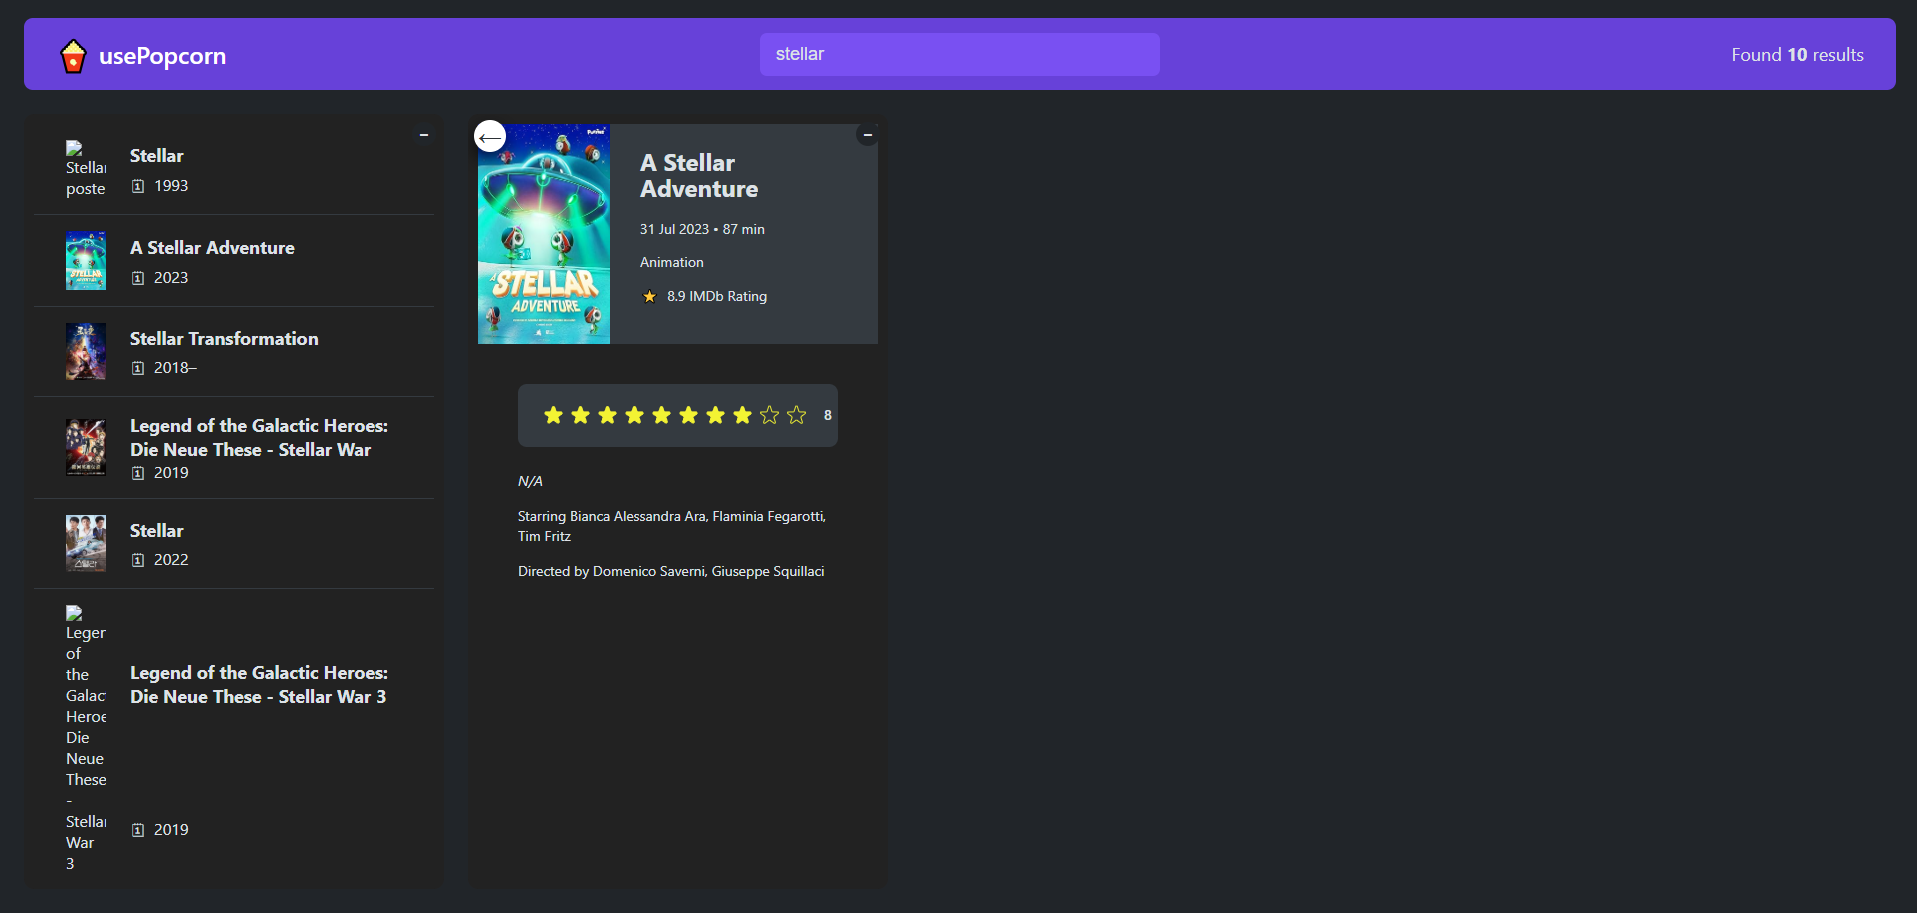 usePopcorn
stellar
Found 10 results
Stellar
poste
Stellar
1993
A Stellar Adventure
2023
Stellar Transformation
2018–
Legend of the Galactic Heroes:
Die Neue These - Stellar War
2019
Stellar
2022
Legen
of
the
Galac
Heroe
Die
Neue
These
-
Stella
War
3
Legend of the Galactic Heroes:
Die Neue These - Stellar War 3
2019
A
STELLAR
ADVENTURE
A Stellar
Adventure
31 Jul 2023 • 87 min
Animation
8.9 IMDb Rating
8
N/A
Starring Bianca Alessandra Ara, Flaminia Fegarotti,
Tim Fritz
Directed by Domenico Saverni, Giuseppe Squillaci